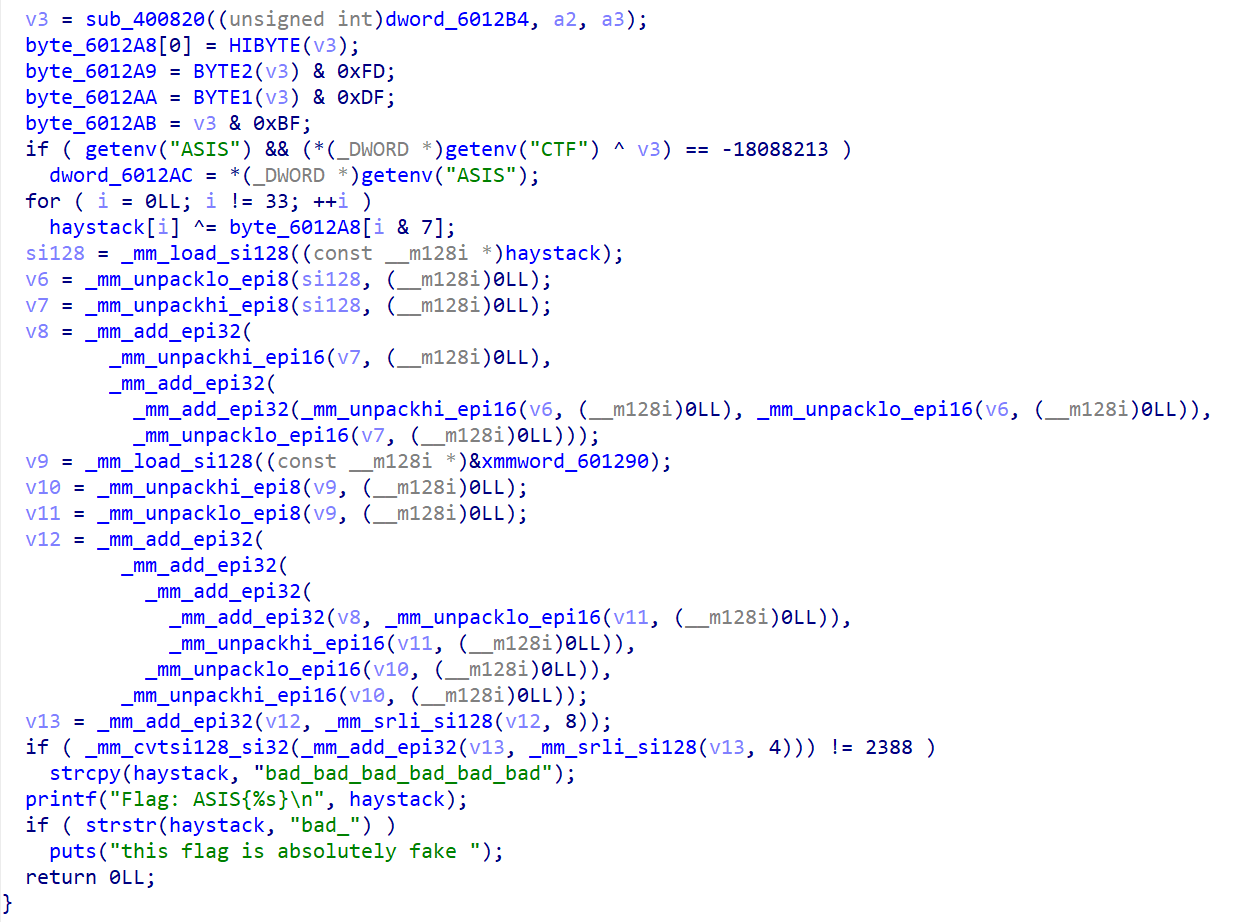 v3 = sub_400820((unsigned int)dword_6012B4, a2, a3);
byte_6012A8[0] = HIBYTE(v3);
byte_6012A9 = BYTE2(v3) & 0xFD;
byte_6012AA = BYTE1(v3) & 0xDF;
byte_6012AB = v3 & 0xBF;
if ( getenv("ASIS") && (*(_DWORD *)getenv("CTF") ^ v3) == -18088213 )
dword_6012AC = *(_DWORD *)getenv("ASIS");
for ( i = 0LL; i != 33; ++i )
haystack[i] ^= byte_6012A8[i & 7];
si128 = _mm_load_si128((const __m128i *)haystack);
v6 = _mm_unpacklo_epi8(si128, (__m128i)0LL);
v7 = _mm_unpackhi_epi8(si128, (__m128i)0LL);
v8 = _mm_add_epi32(
_mm_unpackhi_epi16(v7, (__m128i)0LL),
_mm_add_epi32(
_mm_add_epi32(_mm_unpackhi_epi16(v6, (__m128i)0LL), _mm_unpacklo_epi16(v6, (__m128i)0LL)),
_mm_unpacklo_epi16(v7, (__m128i)0LL)));
v9 = _mm_load_si128((const __m128i *)&xmmword_601290);
v10 = _mm_unpackhi_epi8(v9, (__m128i)0LL);
v11 = _mm_unpacklo_epi8(v9, (__m128i)0LL);
v12 = _mm_add_epi32(
_mm_add_epi32(
_mm_add_epi32(
_mm_add_epi32(v8, _mm_unpacklo_epi16(v11, (__m128i)0LL)),
_mm_unpackhi_epi16(v11, (__m128i)0LL)),
_mm_unpacklo_epi16(v10, (__m128i)0LL)),
_mm_unpackhi_epi16(v10, (__m128i)0LL));
v13 = _mm_add_epi32(v12, _mm_srli_si128(v12, 8));
if ( _mm_cvtsi128_si32(_mm_add_epi32(v13, _mm_srli_si128(v13, 4))) != 2388 )
strcpy(haystack, "bad_bad_bad_bad_bad_bad");
printf("Flag: ASIS{%s}\n", haystack);
if ( strstr(haystack, "bad_") )
puts("this flag is absolutely fake ");
return 0LL;
}